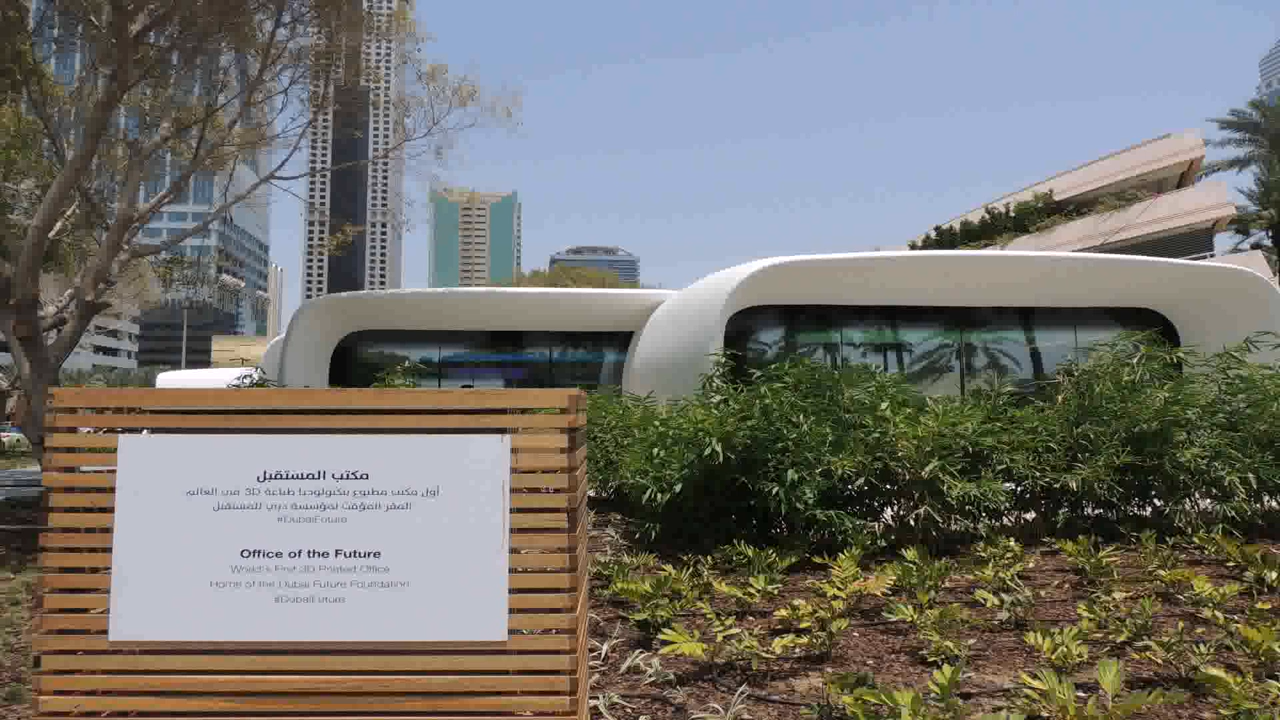 مكتب المستقبل
أول مكتب مطبوع بتكنولوجيا طباعة 3D في العالم
المقر المؤقت لمؤسسة دبي للمستقبل
#DubaiFuture
Office of the Future
World's First 3D Printed Office
Home of the Dubai Future Foundation
#DubaiFuture